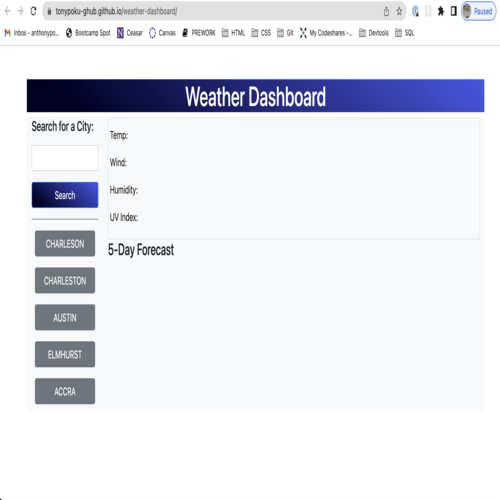 tonypoku-ghub.github.io/weather-dashboard/
Paused
Inbox - anthonypo... Bootcamp Spot Ceasar Canvas PREWORK HTML CSS Git My Codeshares -... Devtools SQL
Weather Dashboard
Search for a City:
Search
CHARLESON
CHARLESTON
AUSTIN
ELMHURST
ACCRA
Temp:
Wind:
Humidity:
UV Index:
5-Day Forecast